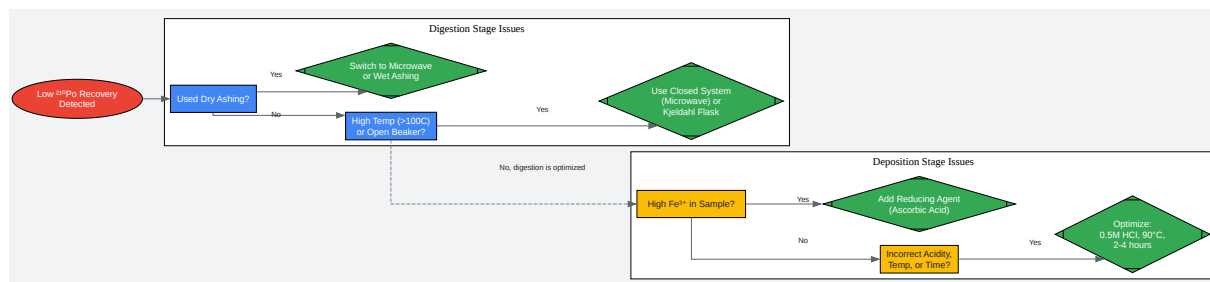 Digestion Stage Issues
Low ²¹⁰Po Recovery
Detected
Used Dry Ashing?
Yes
Switch to Microwave
or Wet Ashing
No
High Temp (>100C)
or Open Beaker?
Yes
Use Closed System
(Microwave) or
Kjeldahl Flask
No, digestion is optimized
Deposition Stage Issues
High Fe³⁺ in Sample?
Yes
Add Reducing Agent
(Ascorbic Acid)
No
Incorrect Acidity,
Temp, or Time?
Yes
Optimize:
0.5M HCl, 90°C,
2-4 hours